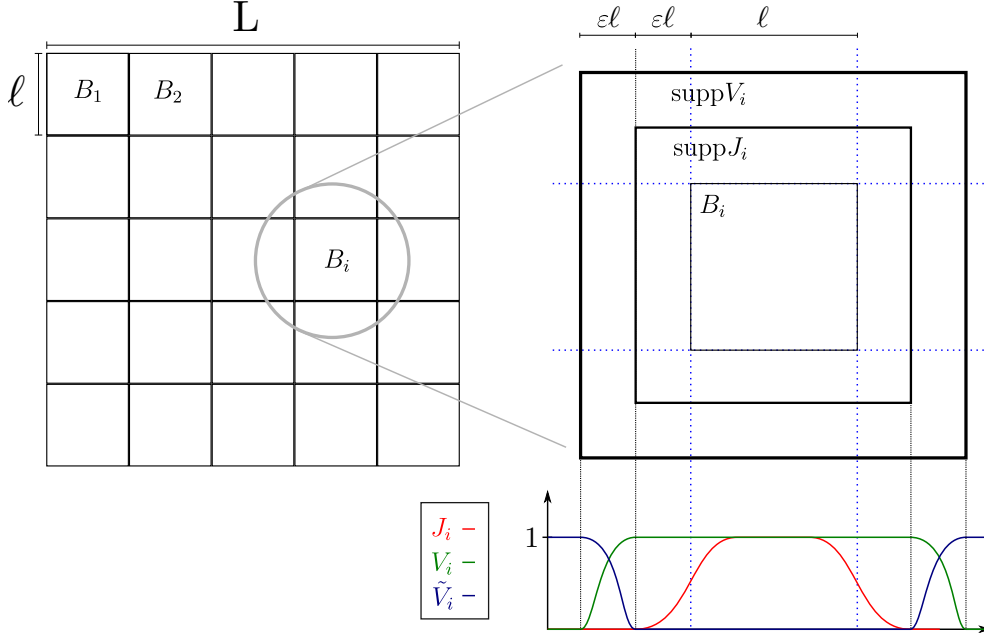 L
εℓ εℓ ℓ
ℓ
B₁ B₂
suppVᵢ
suppJᵢ
Bᵢ
Bᵢ
Jᵢ
Vᵢ
Ṽᵢ
1